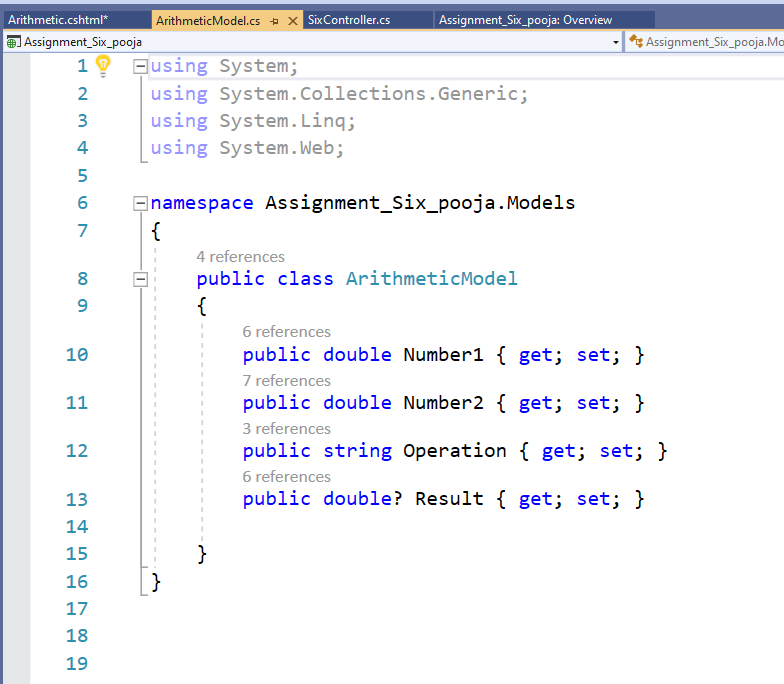 Arithmetic.cshtml* ArithmeticModel.cs SixController.cs Assignment_Six_pooja: Overview
Assignment_Six_pooja Assignment_Six_pooja.Mo
1 using System;
2 using System.Collections.Generic;
3 using System.Linq;
4 using System.Web;
5
6 namespace Assignment_Six_pooja.Models
7 {
4 references
8 public class ArithmeticModel
9 {
6 references
10 public double Number1 { get; set; }
7 references
11 public double Number2 { get; set; }
3 references
12 public string Operation { get; set; }
6 references
13 public double? Result { get; set; }
14
15 }
16 }
17
18
19